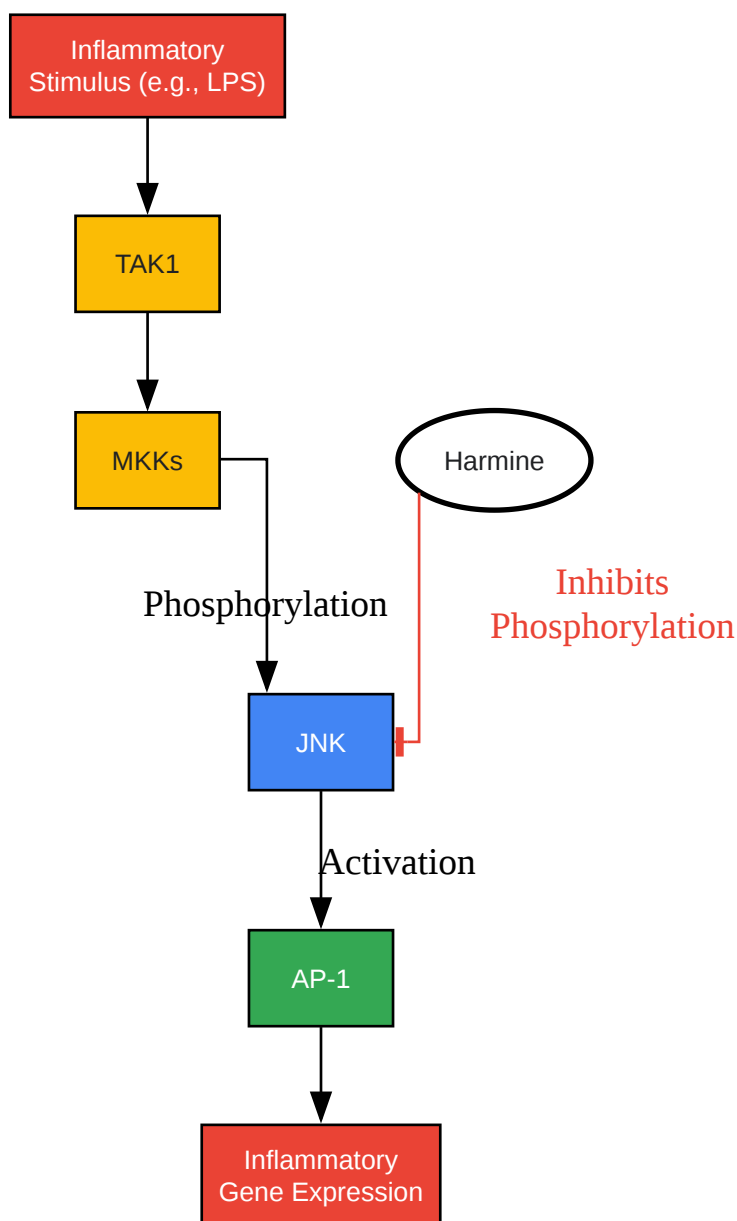 Inflammatory
Stimulus (e.g., LPS)
TAK1
MKKs
Harmine
Inhibits
Phosphorylation
Phosphorylation
JNK
Activation
AP-1
Inflammatory
Gene Expression